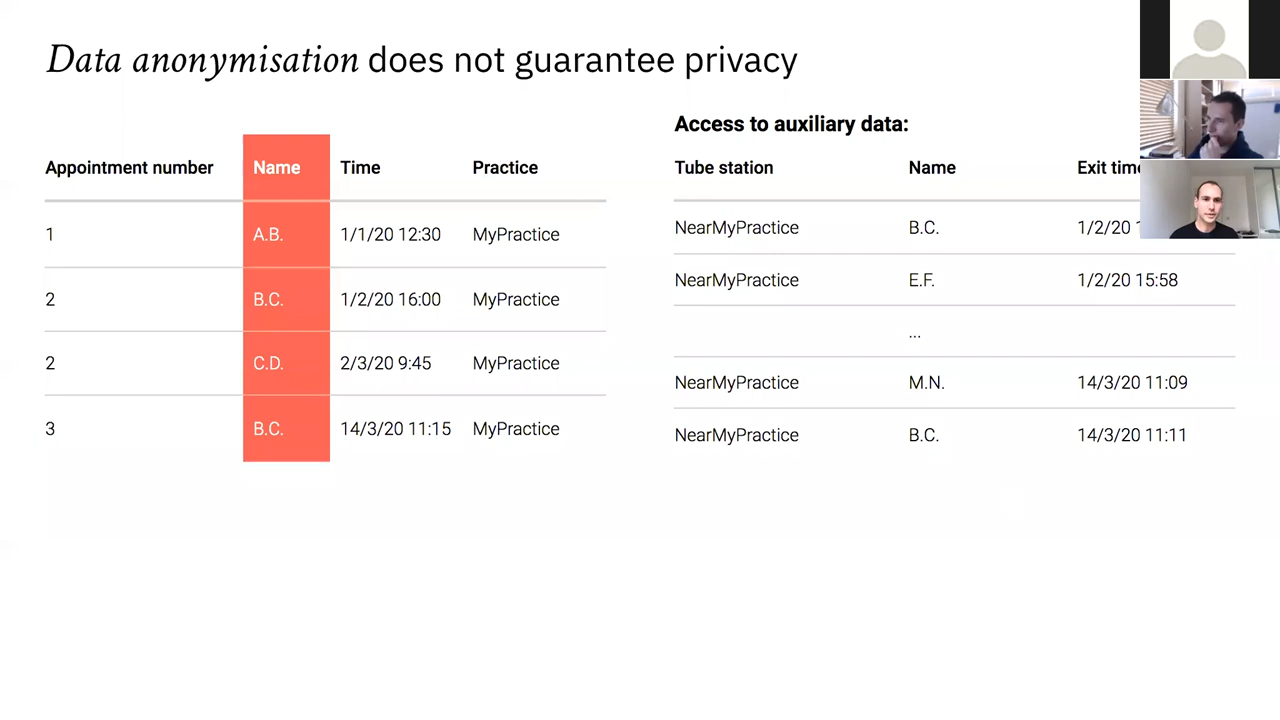 Data anonymisation does not guarantee privacy
Access to auxiliary data:
Appointment number Name Time Practice
1 A.B. 1/1/20 12:30 MyPractice
2 B.C. 1/2/20 16:00 MyPractice
2 C.D. 2/3/20 9:45 MyPractice
3 B.C. 14/3/20 11:15 MyPractice
Tube station Name Exit
NearMyPractice B.C. 1/2/20
NearMyPractice E.F. 1/2/20 15:58
...
NearMyPractice M.N. 14/3/20 11:09
NearMyPractice B.C. 14/3/20 11:11